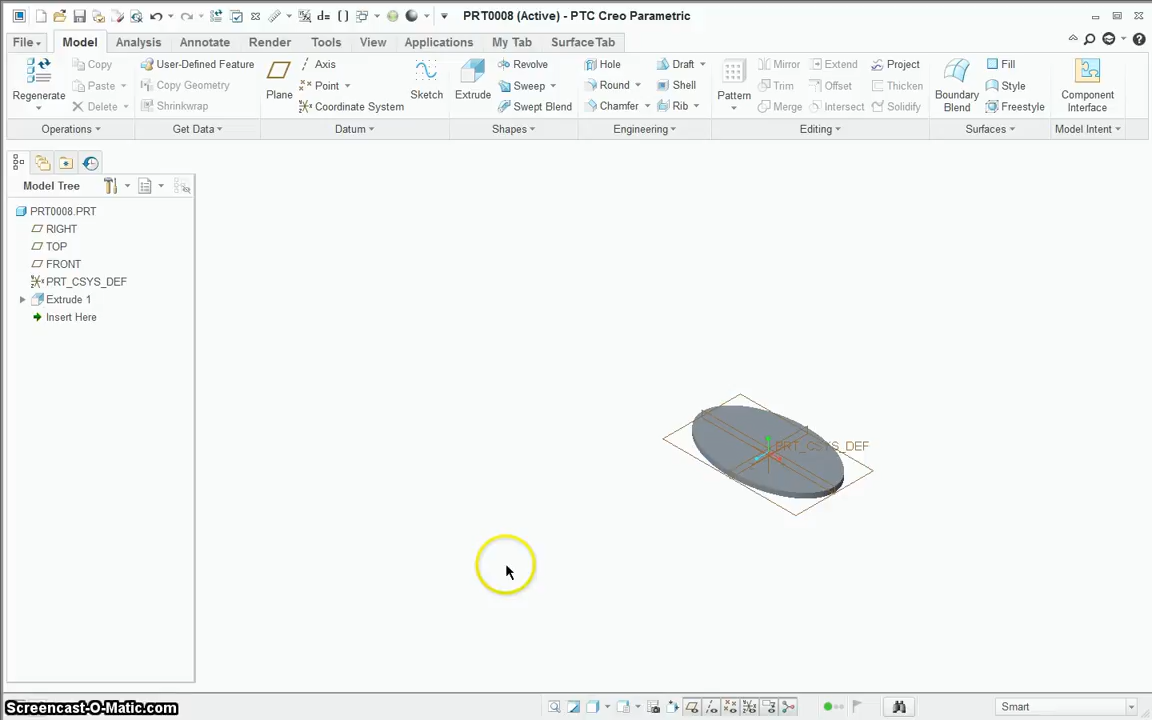 PRT0008 (Active) - PTC Creo Parametric
File Model Analysis Annotate Render Tools View Applications My Tab SurfaceTab
Regenerate
Copy
Paste
Delete
Operations
User-Defined Feature
Copy Geometry
Shrinkwrap
Get Data
Plane
Axis
Point
Coordinate System
Sketch
Datum
Extrude
Revolve
Sweep
Swept Blend
Shapes
Hole
Round
Chamfer
Draft
Shell
Rib
Engineering
Pattern
Mirror
Trim
Merge
Extend
Offset
Intersect
Project
Thicken
Solidify
Editing
Boundary
Blend
Fill
Style
Freestyle
Surfaces
Component
Interface
Model Intent
Model Tree
PRT0008.PRT
RIGHT
TOP
FRONT
PRT_CSYS_DEF
Extrude 1
Insert Here
PRT_CSYS_DEF
Screencast-O-Matic.com
Smart